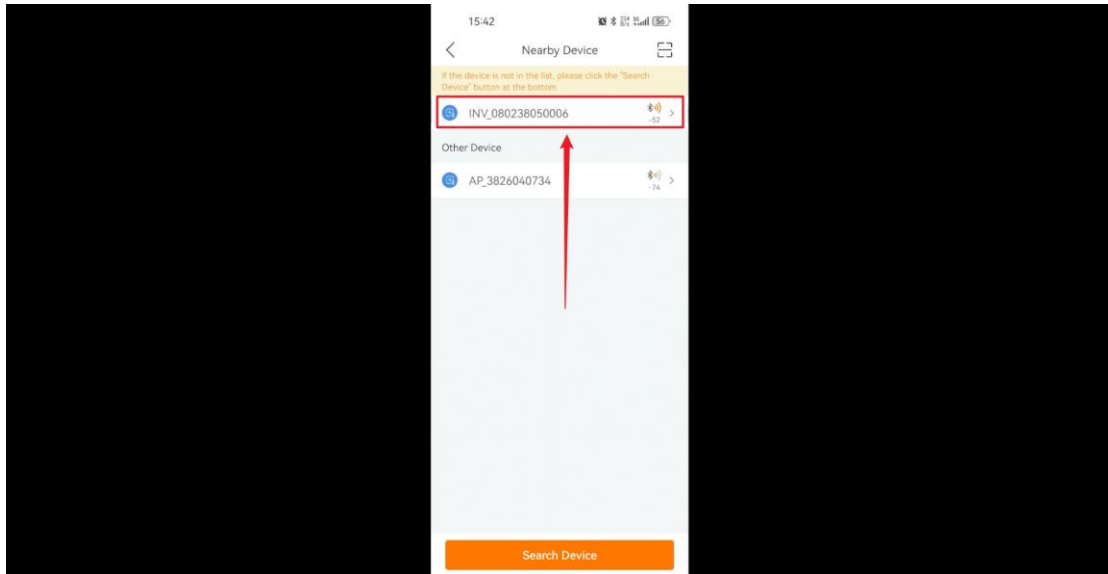 15:42
Nearby Device
If the device is not in the list, please click the "Search
Device" button at the bottom
INV_080238050006
-52
Other Device
AP_3826040734
-74
Search Device